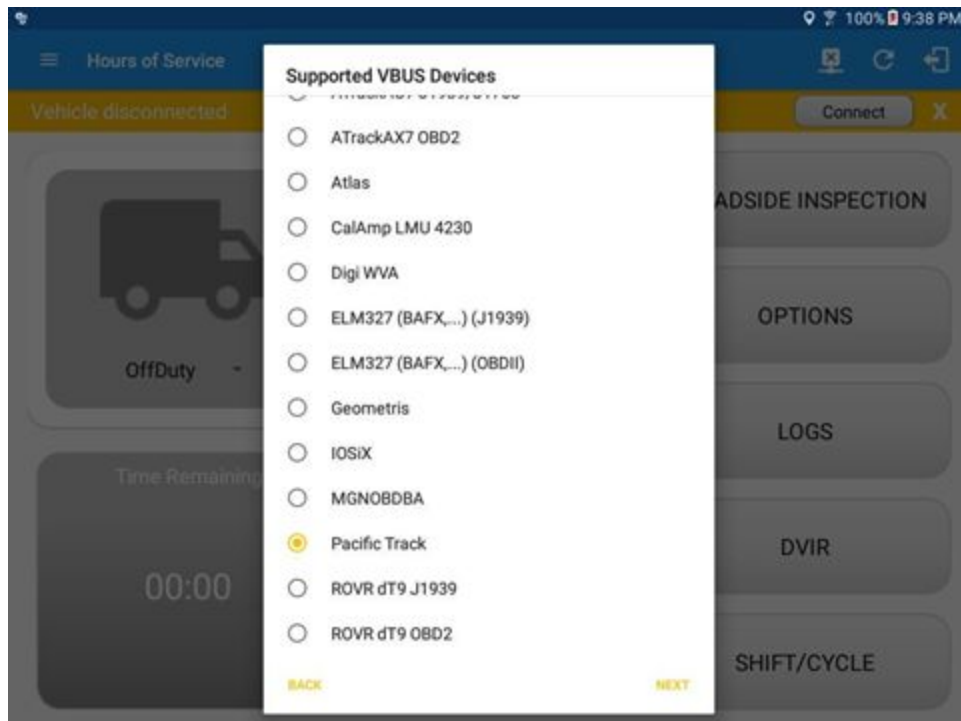 100% 9:38 PM
Hours of Service
Vehicle disconnected
Connect X
Supported VBUS Devices
ATrackAX7 OBD2
Atlas
CalAmp LMU 4230
Digi WVA
ELM327 (BAFX,...) (J1939)
ELM327 (BAFX,...) (OBDII)
Geometris
IOSiX
MGNOBDBA
Pacific Track
ROVR dT9 J1939
ROVR dT9 OBD2
BACK
NEXT
OffDuty
Time Remaining
00:00
ADSIDE INSPECTION
OPTIONS
LOGS
DVIR
SHIFT/CYCLE